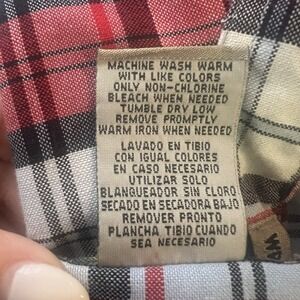 MACHINE WASH WARM
WITH LIKE COLORS
ONLY NON-CHLORINE
BLEACH WHEN NEEDED
TUMBLE DRY LOW
REMOVE PROMPTLY
WARM IRON WHEN NEEDED
LAVADO EN TIBIO
CON IGUAL COLORES
EN CASO NECESARIO
UTILIZAR SOLO
BLANQUEADOR SIN CLORO
SECADO EN SECADORA BAJO
REMOVER PRONTO
PLANCHA TIBIO CUANDO
SEA NECESARIO